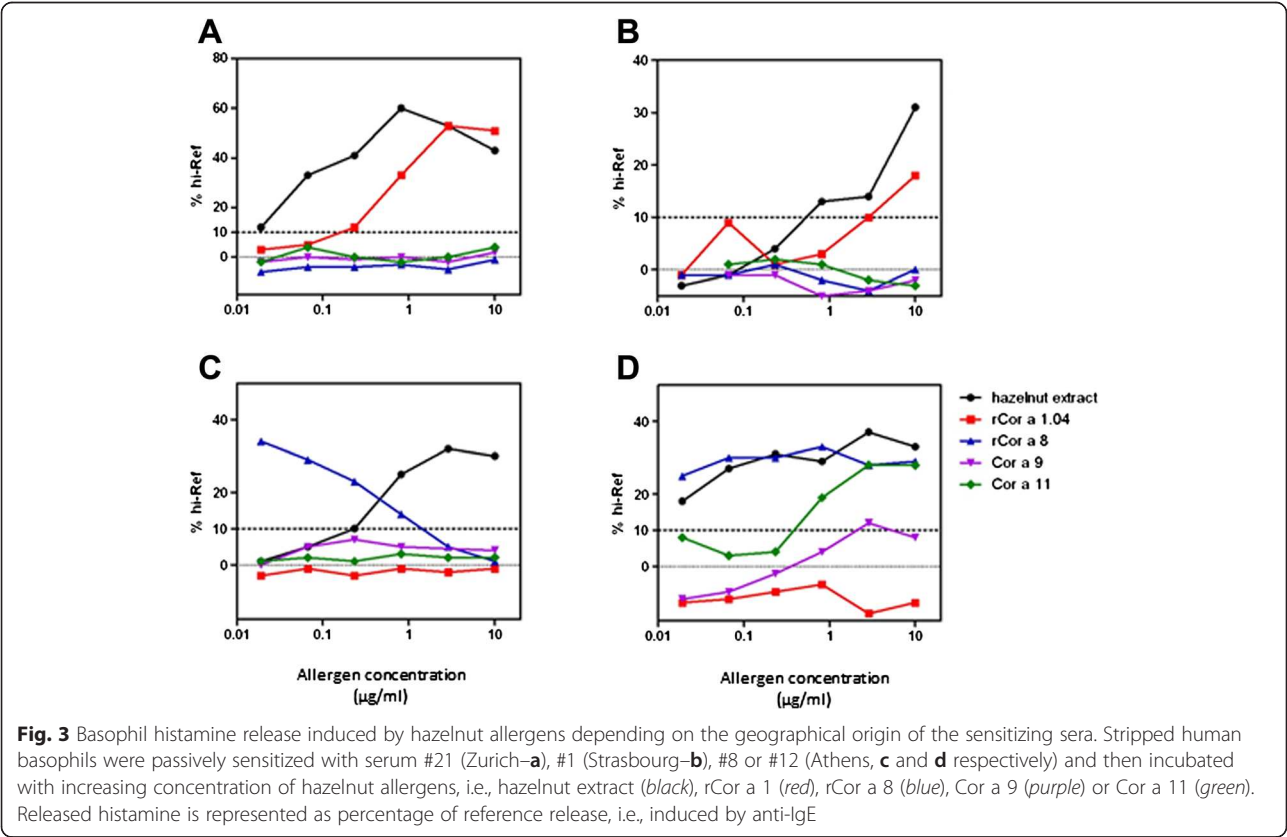 A
B
80
60
40
20
10
0
% hi-Ref
0.01 0.1 1 10
40
30
20
10
0
% hi-Ref
0.01 0.1 1 10
C
D
40
20
10
0
% hi-Ref
0.01 0.1 1 10
Allergen concentration
(µg/ml)
40
20
10
0
% hi-Ref
0.01 0.1 1 10
Allergen concentration
(µg/ml)
hazelnut extract
rCor a 1.04
rCor a 8
Cor a 9
Cor a 11
Fig. 3 Basophil histamine release induced by hazelnut allergens depending on the geographical origin of the sensitizing sera. Stripped human
basophils were passively sensitized with serum #21 (Zurich–a), #1 (Strasbourg–b), #8 or #12 (Athens, c and d respectively) and then incubated
with increasing concentration of hazelnut allergens, i.e., hazelnut extract (black), rCor a 1 (red), rCor a 8 (blue), Cor a 9 (purple) or Cor a 11 (green).
Released histamine is represented as percentage of reference release, i.e., induced by anti-IgE